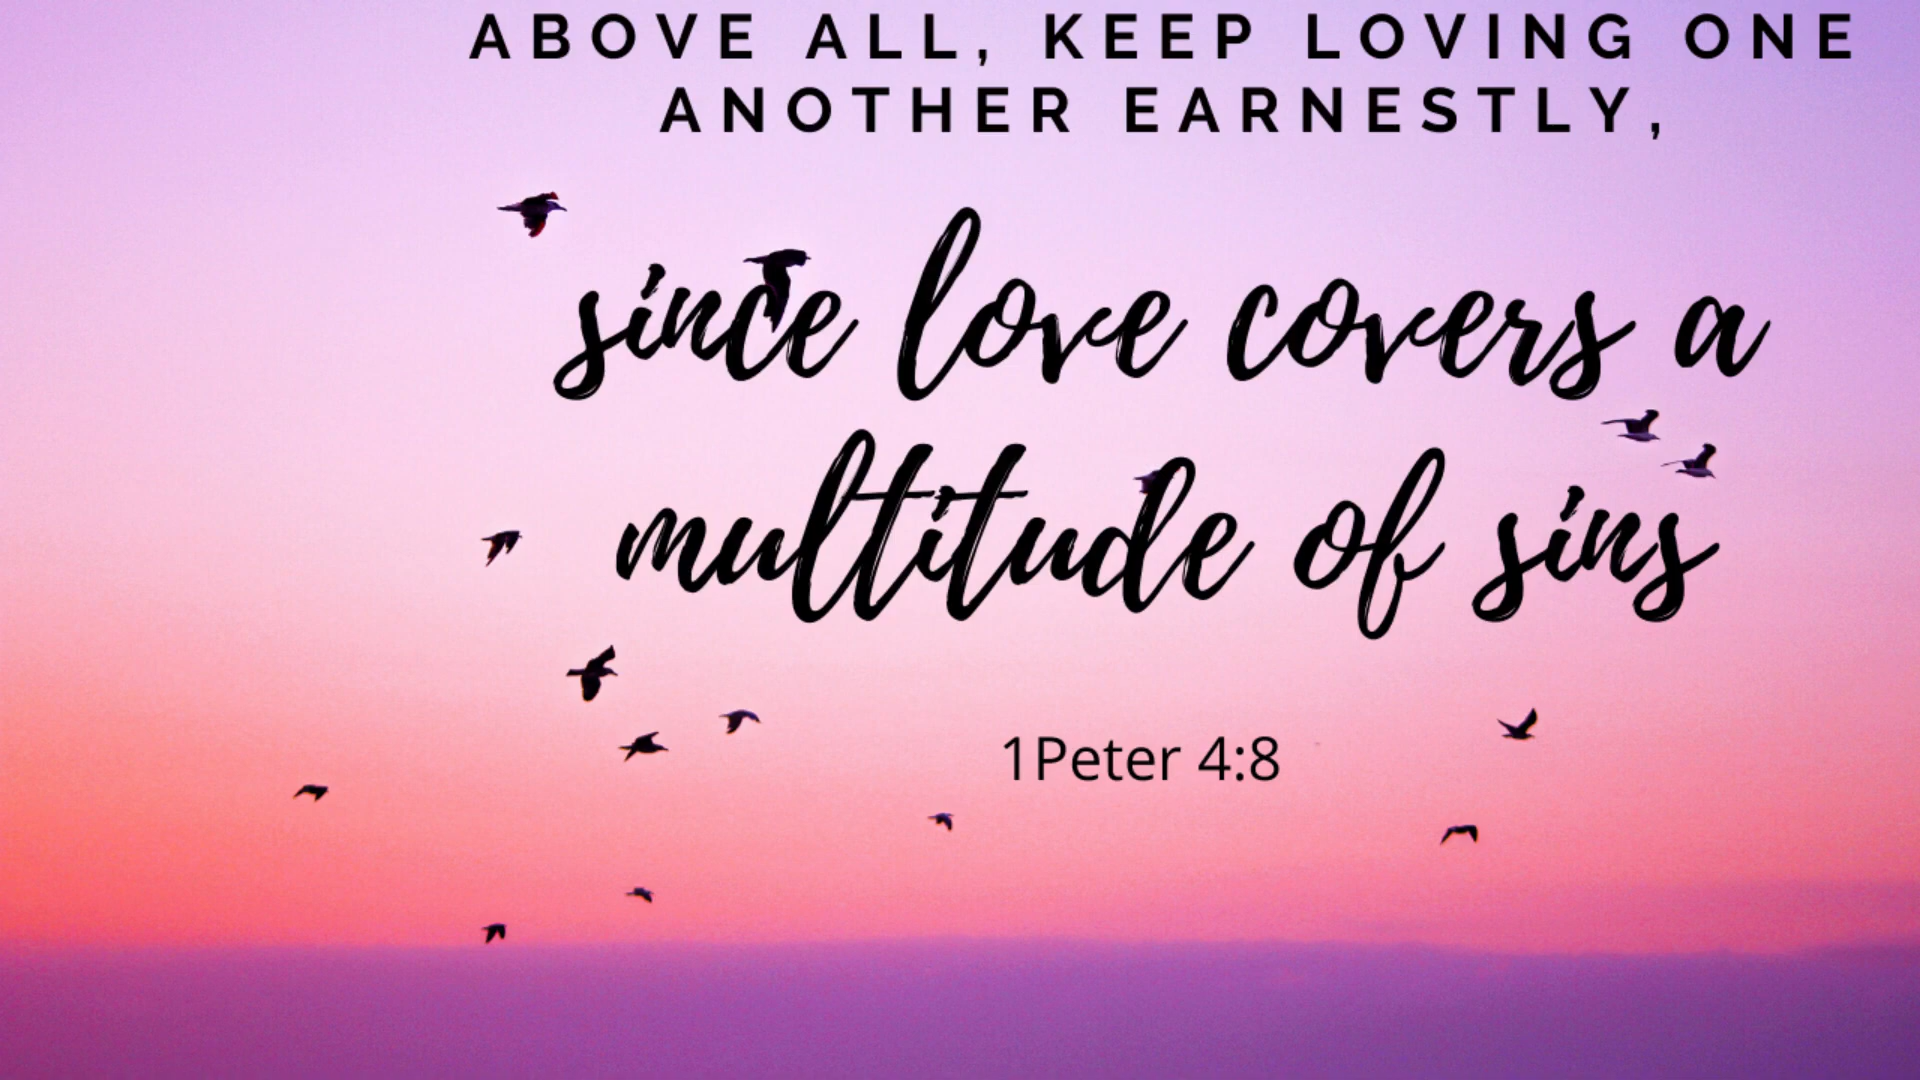 ABOVE ALL, KEEP LOVING ONE
ANOTHER EARNESTLY,
since love covers a
multitude of sins
1Peter 4:8